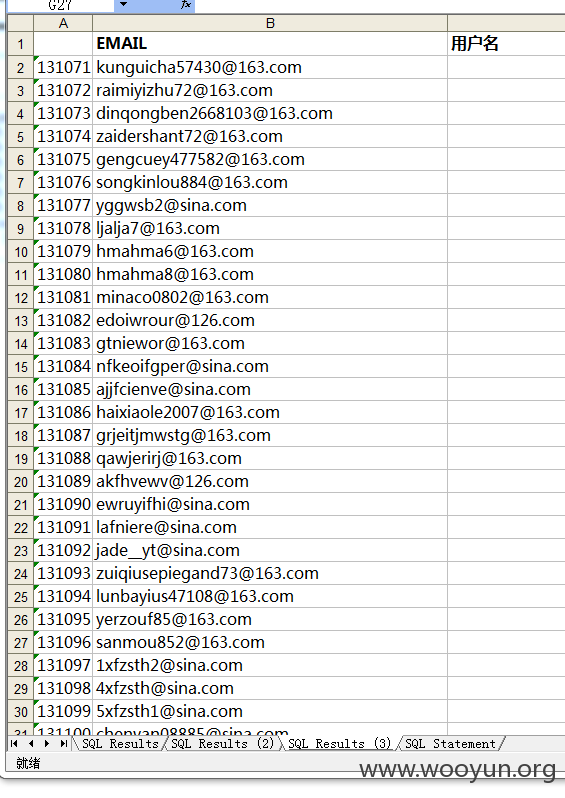 G27 fx
A B
1 EMAIL 用户名
2 131071 kunguicha57430@163.com
3 131072 raimiyizhu72@163.com
4 131073 dinqongben2668103@163.com
5 131074 zaidershant72@163.com
6 131075 gengcuey477582@163.com
7 131076 songkinlou884@163.com
8 131077 yggwsb2@sina.com
9 131078 ljalja7@163.com
10 131079 hmahma6@163.com
11 131080 hmahma8@163.com
12 131081 minaco0802@163.com
13 131082 edoiwrour@126.com
14 131083 gtniewor@163.com
15 131084 nfkeoifgper@sina.com
16 131085 ajjfcienve@sina.com
17 131086 haixiaole2007@163.com
18 131087 grjeitjmwstg@163.com
19 131088 qawjerirj@163.com
20 131089 akfhvewv@126.com
21 131090 ewruyifhi@sina.com
22 131091 lafniere@sina.com
23 131092 jade__yt@sina.com
24 131093 zuiqiusepiegand73@163.com
25 131094 lunbayius47108@163.com
26 131095 yerzouf85@163.com
27 131096 sanmou852@163.com
28 131097 1xfzsth2@sina.com
29 131098 4xfzsth@sina.com
30 131099 5xfzsth1@sina.com
31 131100 chenyan08885@sina.com
SQL Results SQL Results (2) SQL Results (3) SQL Statement
就绪
www.wooyun.org